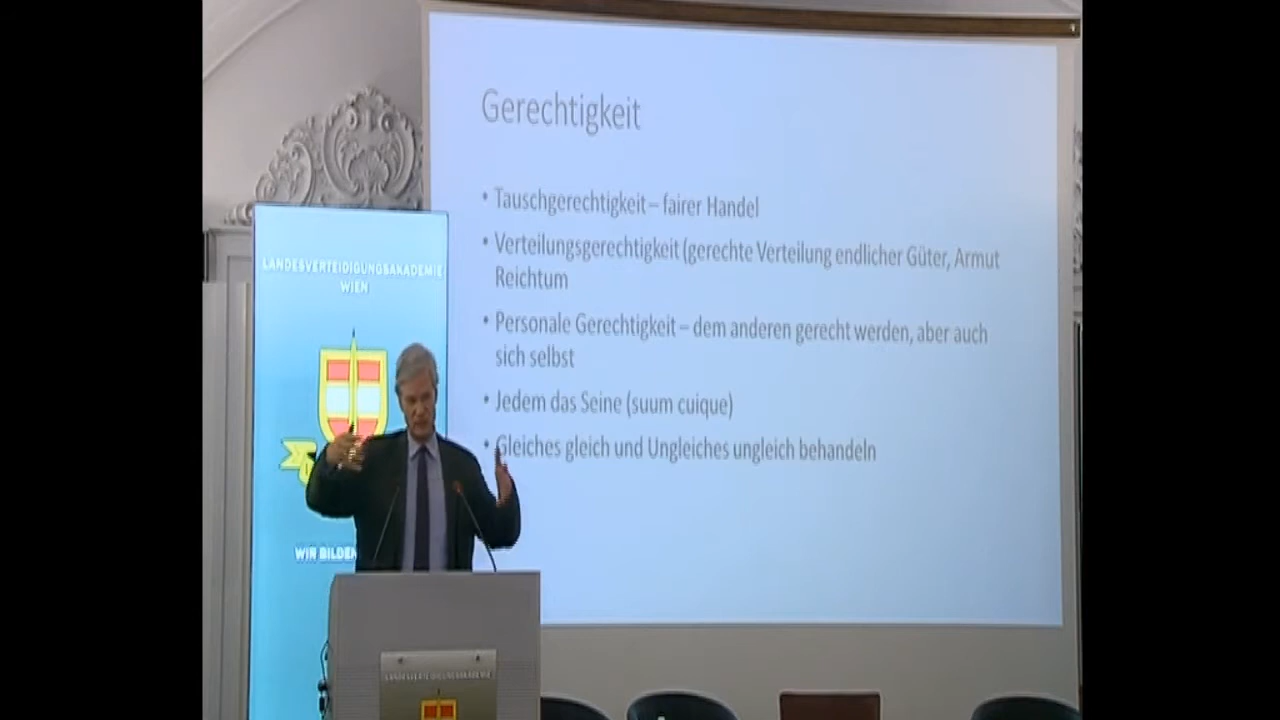 Gerechtigkeit
• Tauschgerechtigkeit – fairer Handel
• Verteilungsgerechtigkeit (gerechte Verteilung endlicher Güter, Armut
Reichtum
• Personale Gerechtigkeit – dem anderen gerecht werden, aber auch
sich selbst
• Jedem das Seine (suum cuique)
• Gleiches gleich und Ungleiches ungleich behandeln
LANDESVERTEIDIGUNGSAKADEMIE
WIEN
WIR BILDEN
LANDESVERTEIDIGUNGSAKADEMIE